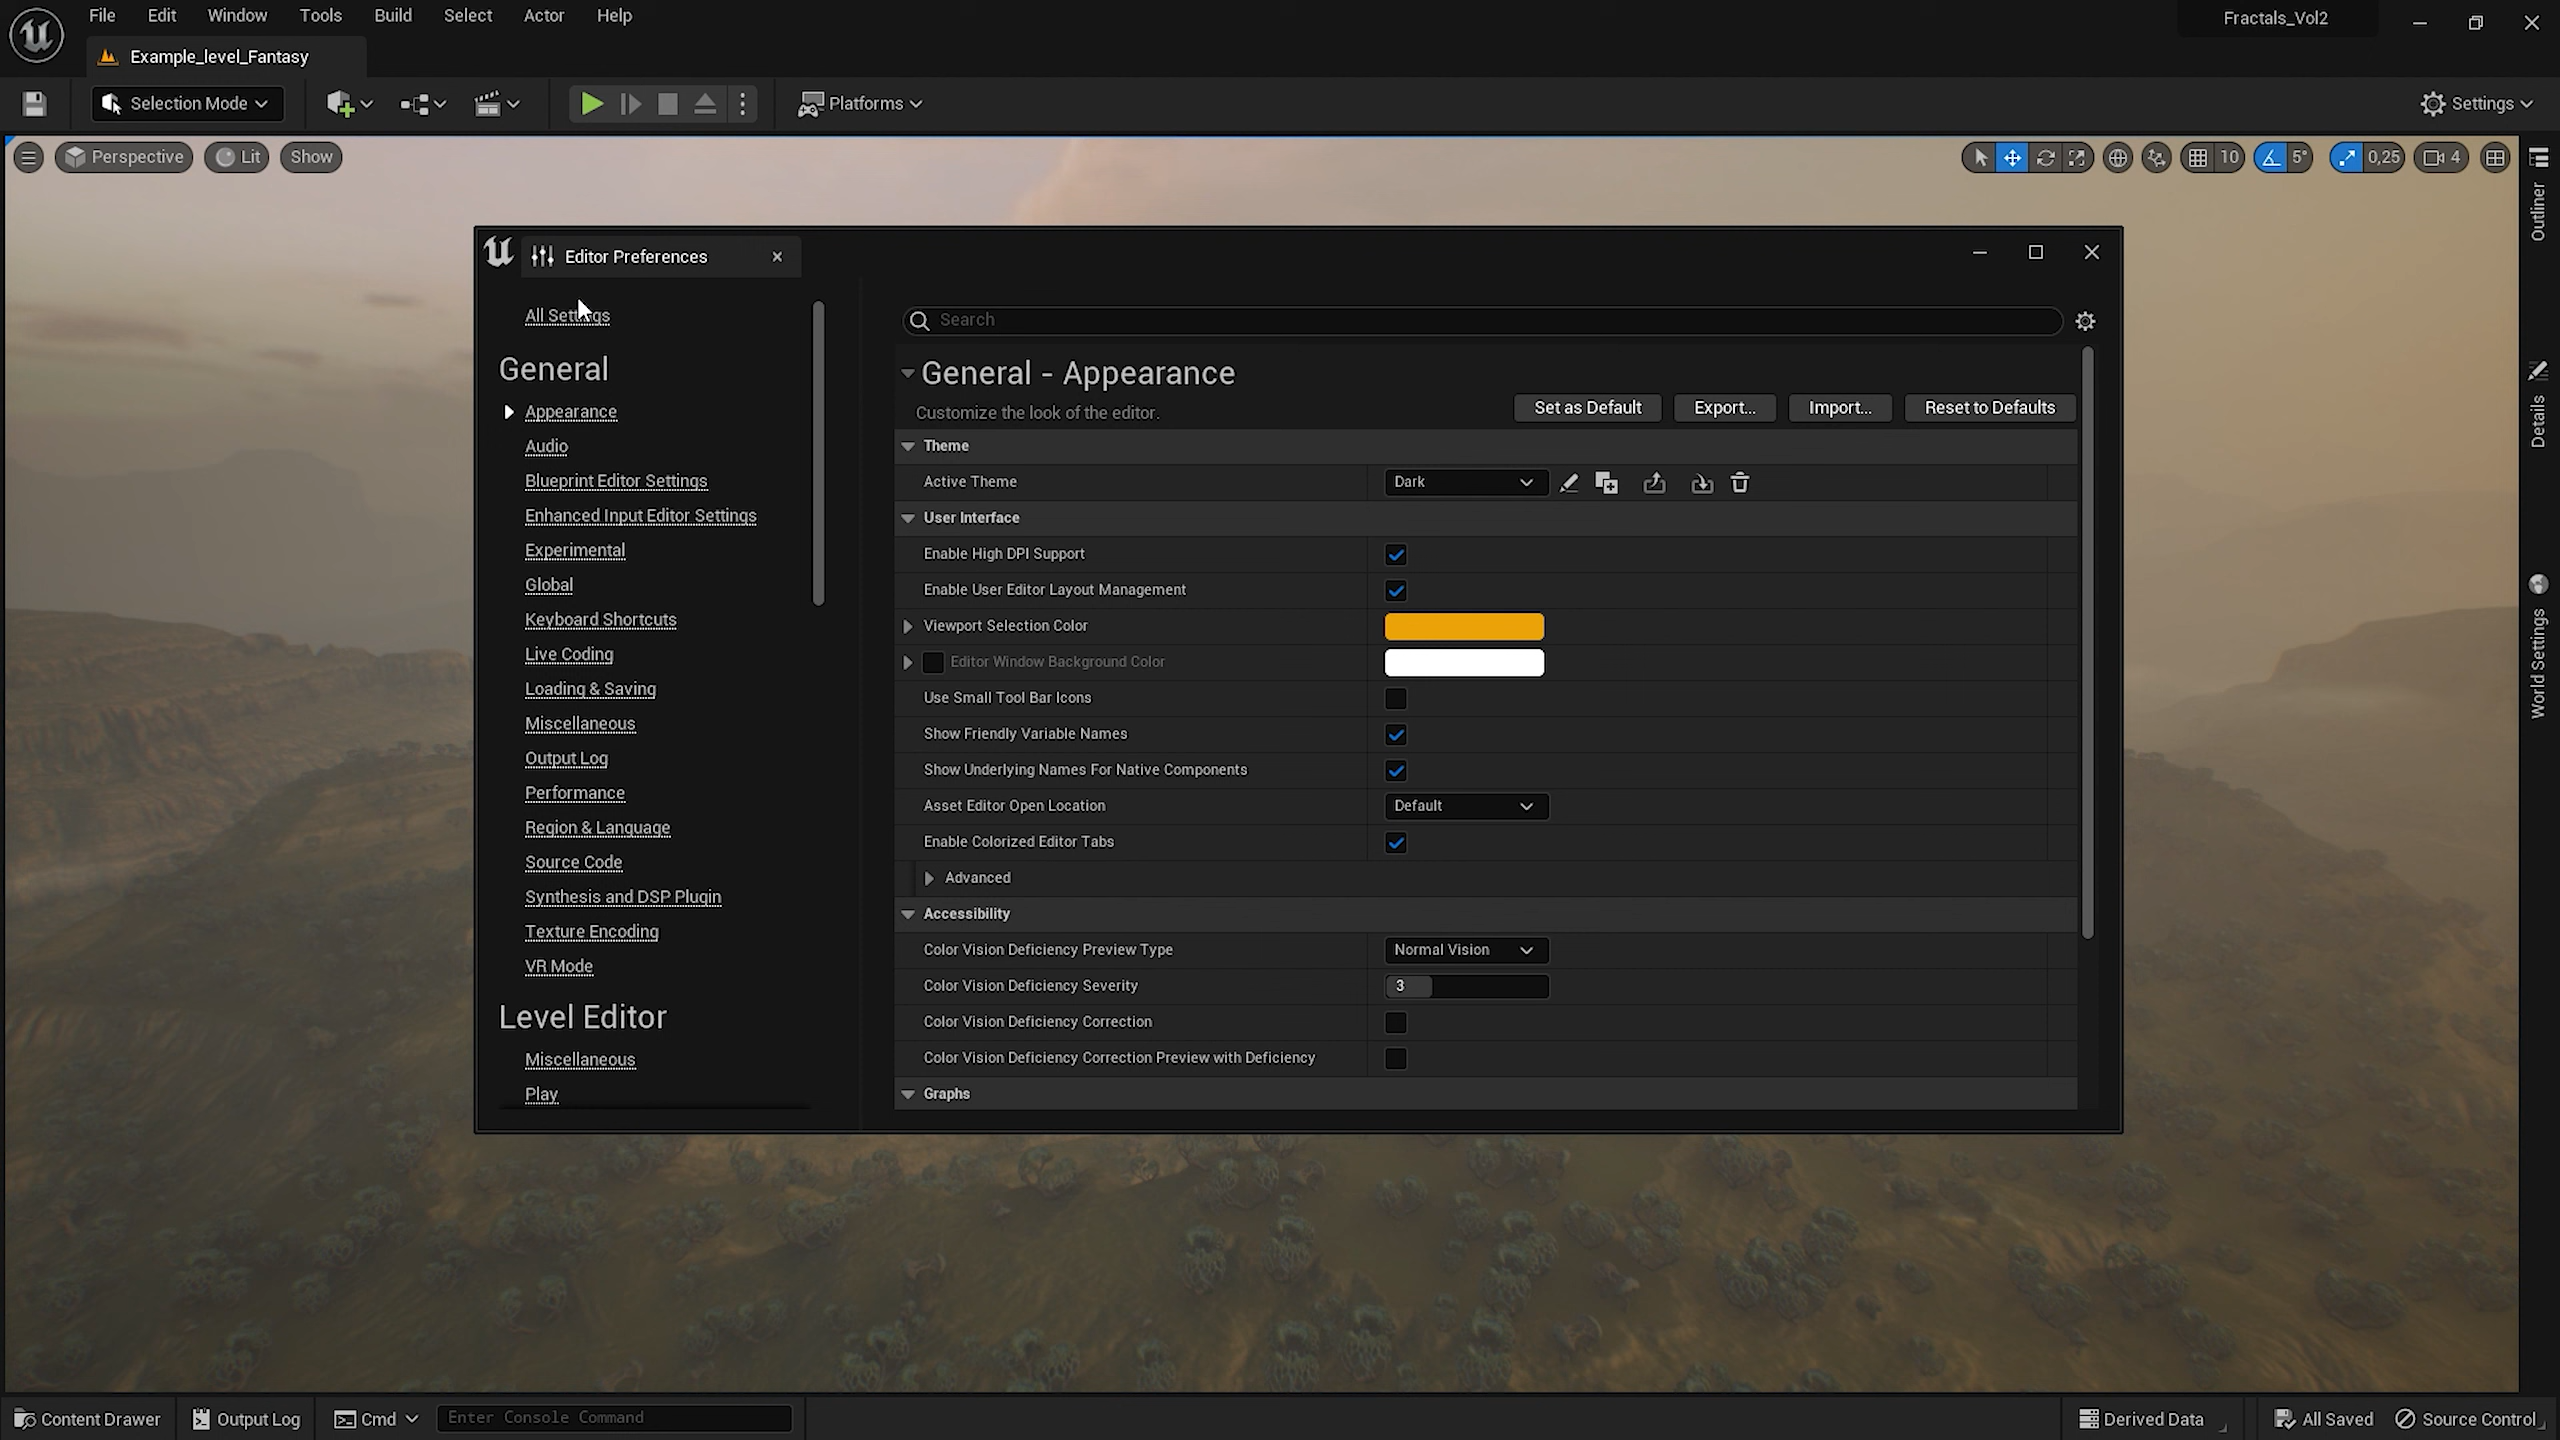 File Edit Window Tools Build Select Actor Help
Fractals_Vol2
Example_level_Fantasy
Selection Mode
Platforms
Settings
Perspective Lit Show
10 5° 0,25 4
Outliner
Details
World Settings
Editor Preferences
All Settings
General
Appearance
Audio
Blueprint Editor Settings
Enhanced Input Editor Settings
Experimental
Global
Keyboard Shortcuts
Live Coding
Loading & Saving
Miscellaneous
Output Log
Performance
Region & Language
Source Code
Synthesis and DSP Plugin
Texture Encoding
VR Mode
Level Editor
Miscellaneous
Play
Search
General - Appearance
Customize the look of the editor.
Set as Default Export... Import... Reset to Defaults
Theme
Active Theme Dark
User Interface
Enable High DPI Support
Enable User Editor Layout Management
Viewport Selection Color
Editor Window Background Color
Use Small Tool Bar Icons
Show Friendly Variable Names
Show Underlying Names For Native Components
Asset Editor Open Location Default
Enable Colorized Editor Tabs
Advanced
Accessibility
Color Vision Deficiency Preview Type Normal Vision
Color Vision Deficiency Severity 3
Color Vision Deficiency Correction
Color Vision Deficiency Correction Preview with Deficiency
Graphs
Content Drawer Output Log Cmd Enter Console Command
Derived Data All Saved Source Control